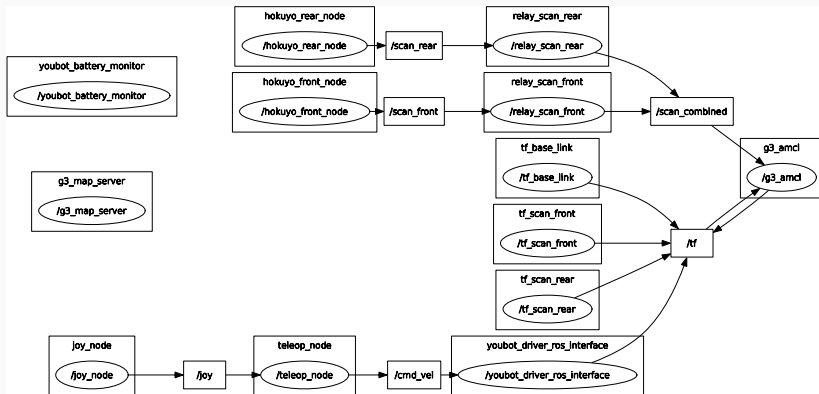 hokuyo_rear_node
/hokuyo_rear_node
/scan_rear
relay_scan_rear
/relay_scan_rear
youbot_battery_monitor
/youbot_battery_monitor
hokuyo_front_node
/hokuyo_front_node
/scan_front
relay_scan_front
/relay_scan_front
/scan_combined
tf_base_link
/tf_base_link
g3_amcl
/g3_amcl
g3_map_server
/g3_map_server
tf_scan_front
/tf_scan_front
/tf
tf_scan_rear
/tf_scan_rear
joy_node
/joy_node
/joy
teleop_node
/teleop_node
/cmd_vel
youbot_driver_ros_interface
/youbot_driver_ros_interface